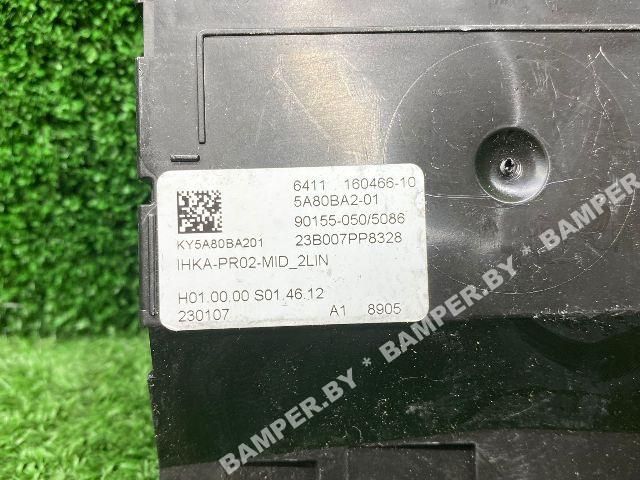 6411 160466-10
5A80BA2-01
90155-050/5086
KY5A80BA201 23B007PP8328
IHKA-PR02-MID_2LIN
H01.00.00 S01.46.12
230107 A1 8905
BAMPER.BY * BAMPER.BY * BAMPER.BY